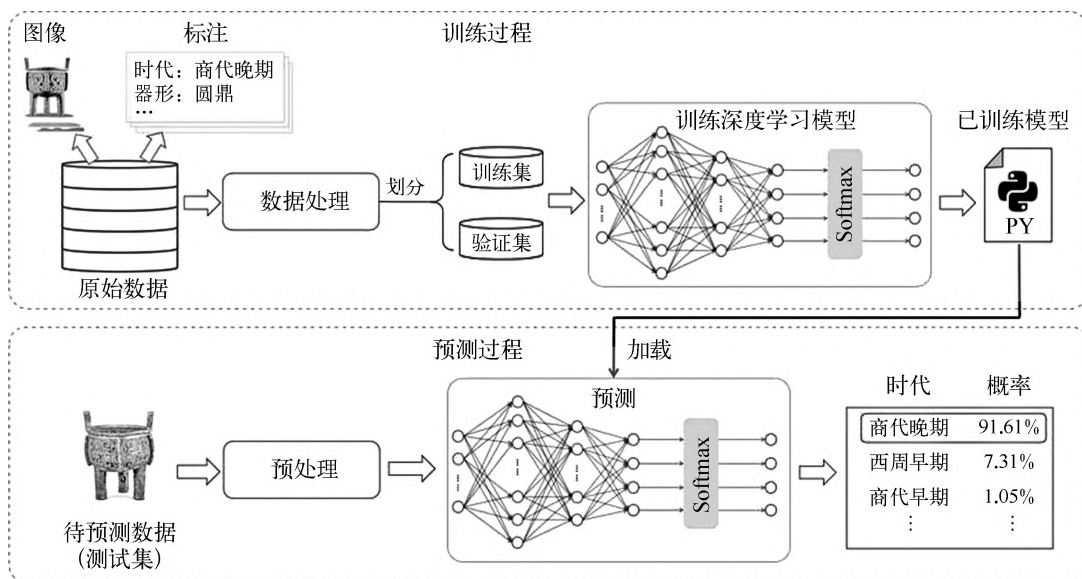 图像
标注
训练过程
时代：商代晚期
器形：圆鼎
…
训练深度学习模型
已训练模型
训练集
数据处理
划分
Softmax
PY
验证集
原始数据
预测过程
加载
时代 概率
预测
商代晚期 91.61%
西周早期 7.31%
商代早期 1.05%
⋮ ⋮
预处理
Softmax
待预测数据
(测试集)